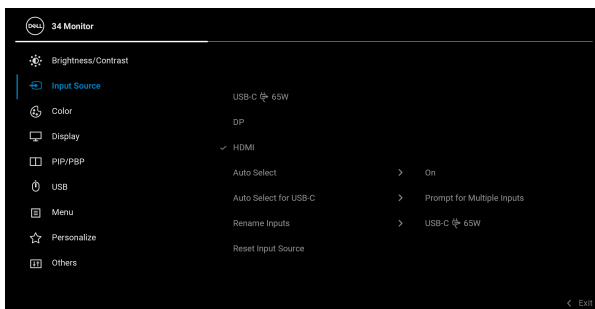 DELL 34 Monitor
Brightness/Contrast
Input Source
USB-C 65W
Color
DP
Display
HDMI
PIP/PBP
Auto Select On
USB
Auto Select for USB-C Prompt for Multiple Inputs
Menu
Rename Inputs USB-C 65W
Personalize
Reset Input Source
Others
Exit